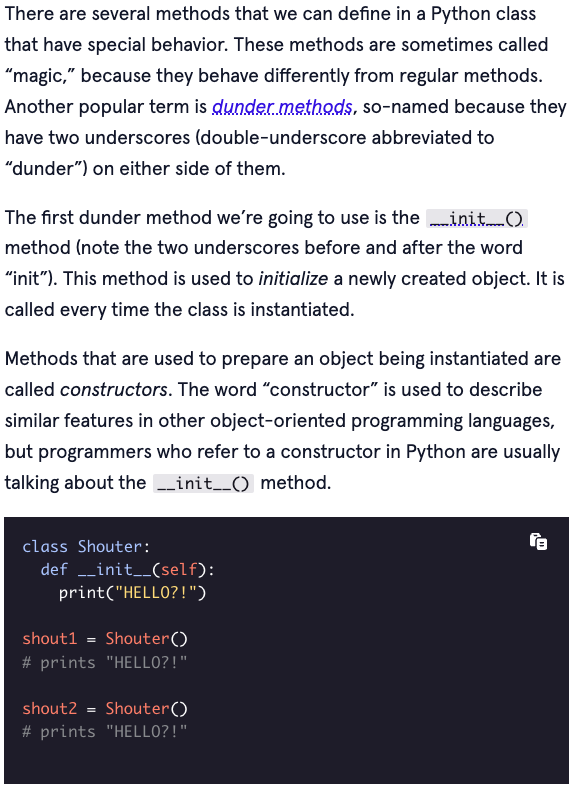 There are several methods that we can define in a Python class
that have special behavior. These methods are sometimes called
“magic,” because they behave differently from regular methods.
Another popular term is dunder methods, so-named because they
have two underscores (double-underscore abbreviated to
“dunder”) on either side of them.
The first dunder method we’re going to use is the __init__()
method (note the two underscores before and after the word
“init”). This method is used to initialize a newly created object. It is
called every time the class is instantiated.
Methods that are used to prepare an object being instantiated are
called constructors. The word “constructor” is used to describe
similar features in other object-oriented programming languages,
but programmers who refer to a constructor in Python are usually
talking about the __init__() method.
class Shouter:
  def __init__(self):
    print("HELLO?!")
shout1 = Shouter()
# prints "HELLO?!"
shout2 = Shouter()
# prints "HELLO?!"